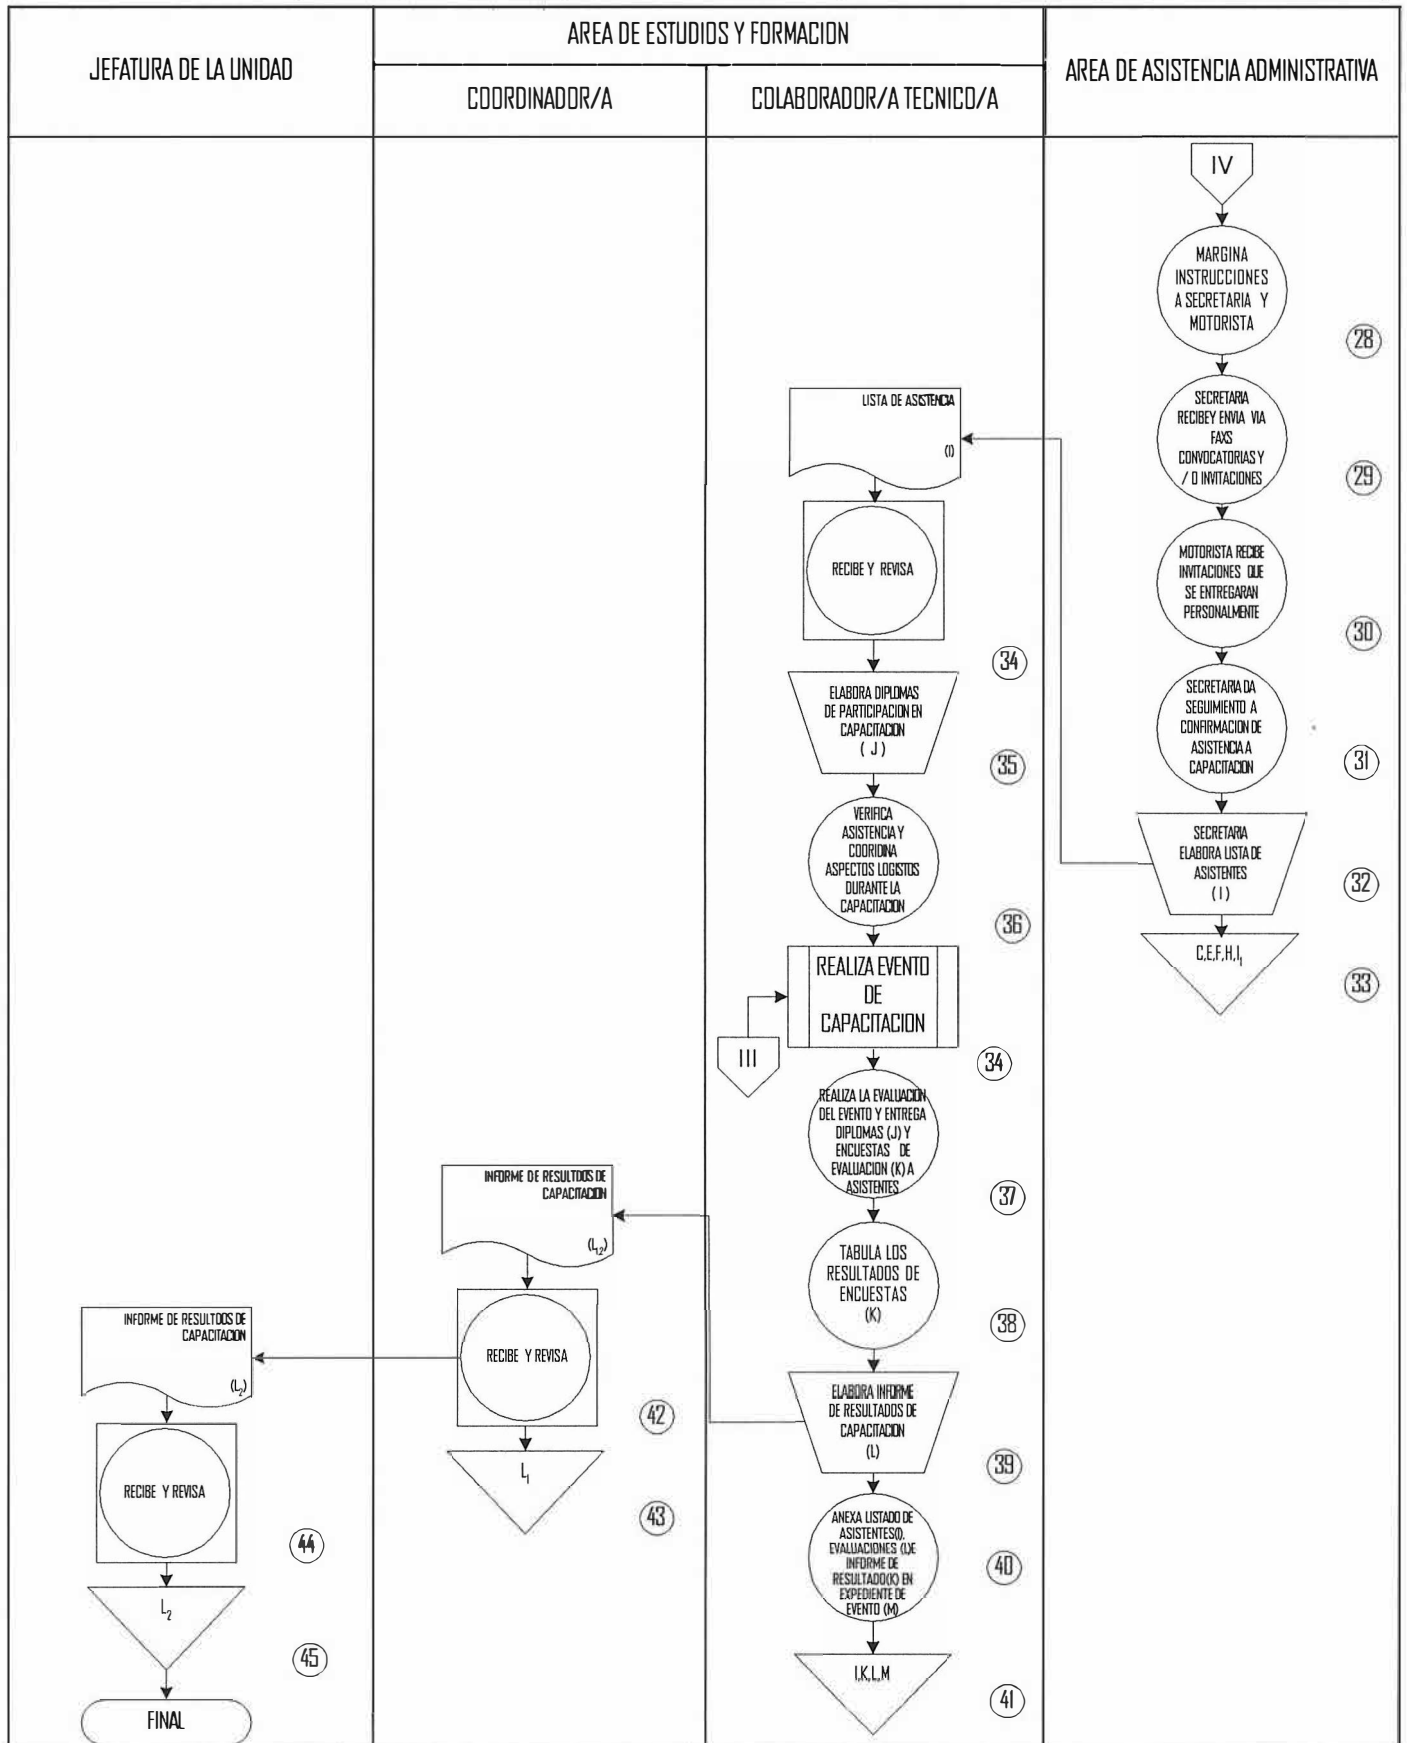 JEFATURA DE LA UNIDAD
AREA DE ESTUDIOS Y FORMACION
COORDINADOR/A
COLABORADOR/A TECNICO/A
AREA DE ASISTENCIA ADMINISTRATIVA
IV
MARGINA
INSTRUCCIONES
A SECRETARIA Y
MOTORISTA
28
SECRETARIA
RECIBEY ENVIA VIA
FAXS
CONVOCATORIAS Y
/ O INVITACIONES
29
MOTORISTA RECIBE
INVITACIONES QUE
SE ENTREGARAN
PERSONALMENTE
30
SECRETARIA DA
SEGUIMIENTO A
CONFIRMACION DE
ASISTENCIA A
CAPACITACION
31
SECRETARIA
ELABORA LISTA DE
ASISTENTES
( I )
32
C,E,F,H,I1
33
LISTA DE ASISTENCIA
(I)
RECIBE Y REVISA
34
ELABORA DIPLOMAS
DE PARTICIPACION EN
CAPACITACION
( J )
35
VERIFICA
ASISTENCIA Y
COORIDINA
ASPECTOS LOGISTOS
DURANTE LA
CAPACITACION
36
REALIZA EVENTO
DE
CAPACITACION
III
34
REALIZA LA EVALUACION
DEL EVENTO Y ENTREGA
DIPLOMAS (J) Y
ENCUESTAS DE
EVALUACION (K) A
ASISTENTES
37
TABULA LOS
RESULTADOS DE
ENCUESTAS
(K)
38
ELABORA INFORME
DE RESULTADOS DE
CAPACITACION
(L)
39
ANEXA LISTADO DE
ASISTENTES(I),
EVALUACIONES (L)E
INFORME DE
RESULTADO(K) EN
EXPEDIENTE DE
EVENTO (M)
40
I,K,L,M
41
INFORME DE RESULTDOS DE
CAPACITACION
(L1,2)
RECIBE Y REVISA
42
L1
43
INFORME DE RESULTDOS DE
CAPACITACION
(L2)
RECIBE Y REVISA
44
L2
45
FINAL